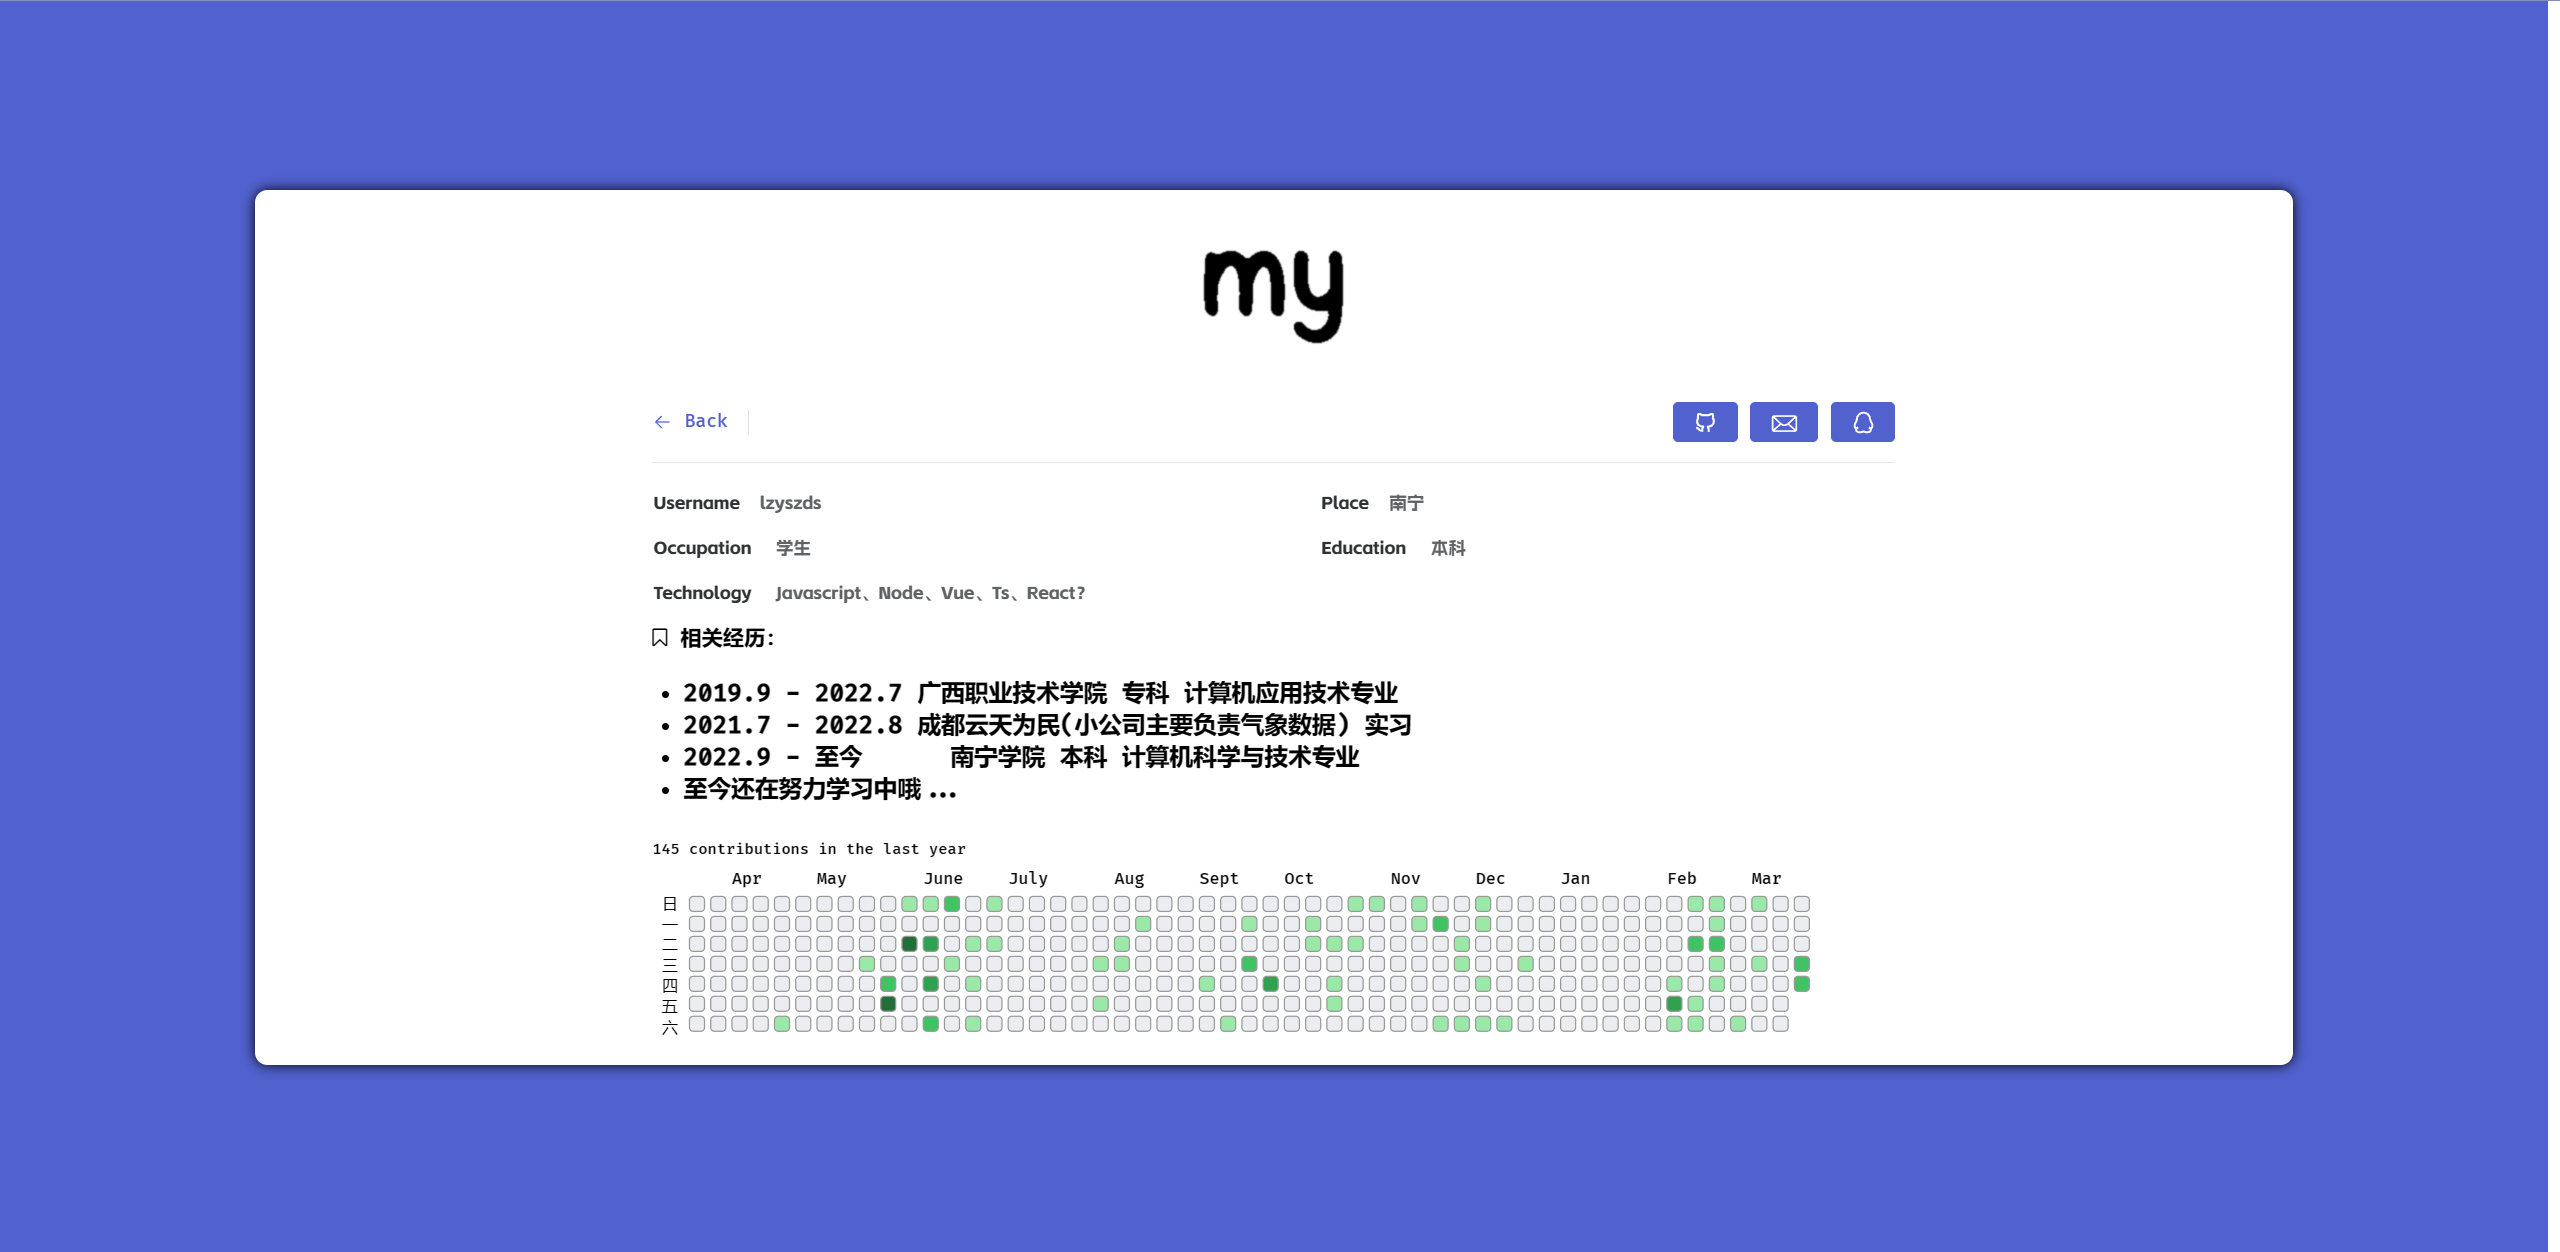 my
Back
Username lzyszds Place 南宁
Occupation 学生 Education 本科
Technology Javascript、Node、Vue、Ts、React?
相关经历:
2019.9 - 2022.7 广西职业技术学院 专科 计算机应用技术专业
2021.7 - 2022.8 成都云天为民(小公司主要负责气象数据) 实习
2022.9 - 至今 南宁学院 本科 计算机科学与技术专业
至今还在努力学习中哦 ...
145 contributions in the last year
Apr May June July Aug Sept Oct Nov Dec Jan Feb Mar
日
一
二
三
四
五
六